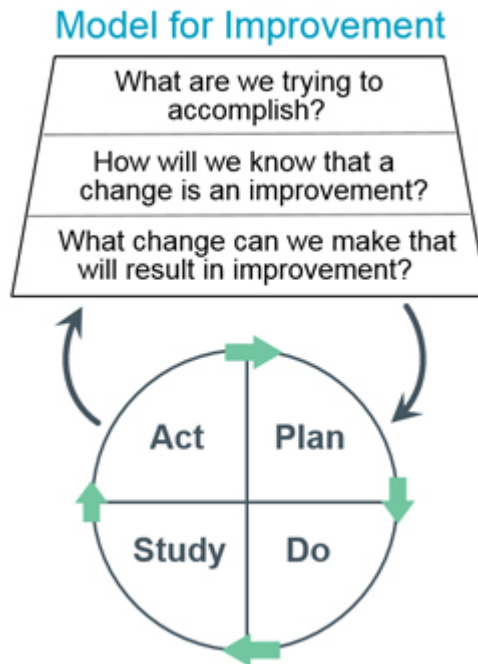 Model for Improvement
What are we trying to
accomplish?
How will we know that a
change is an improvement?
What change can we make that
will result in improvement?
Act
Plan
Study
Do